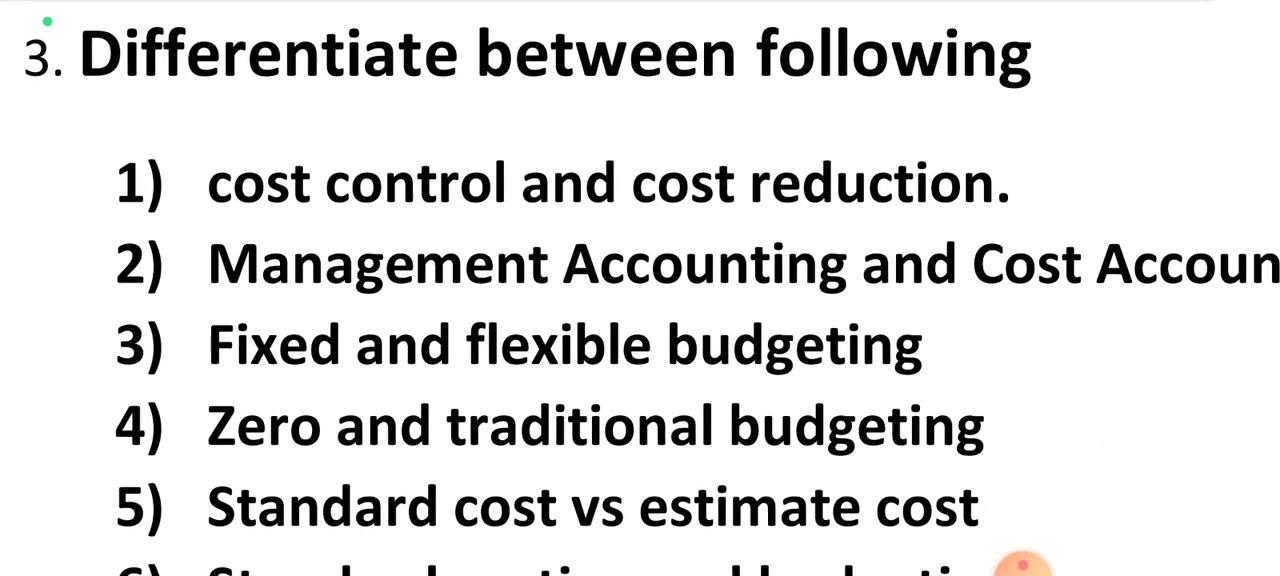 3. Differentiate between following
1) cost control and cost reduction.
2) Management Accounting and Cost Accoun
3) Fixed and flexible budgeting
4) Zero and traditional budgeting
5) Standard cost vs estimate cost